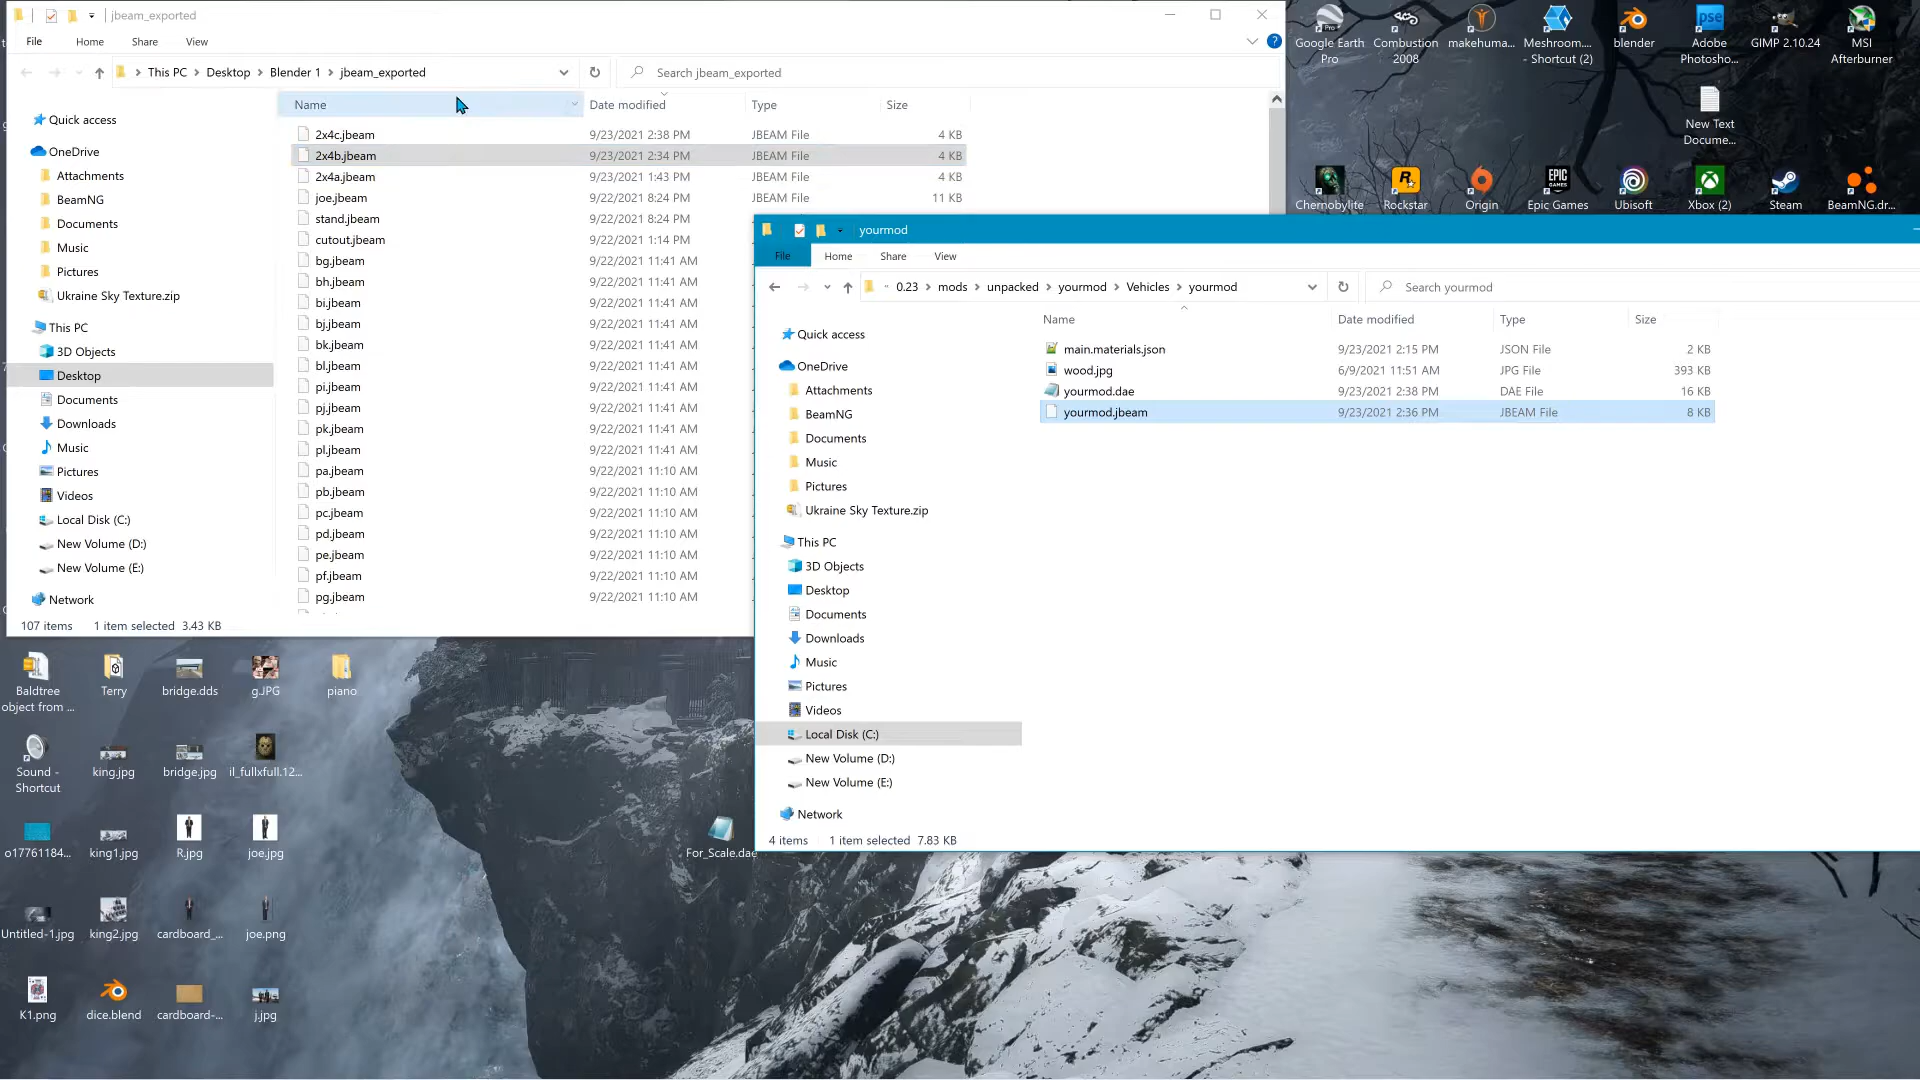 jbeam_exported
File Home Share View
This PC Desktop Blender 1 jbeam_exported Search jbeam_exported
Name Date modified Type Size
Quick access
OneDrive
Attachments
BeamNG
Documents
Music
Pictures
Ukraine Sky Texture.zip
This PC
3D Objects
Desktop
Documents
Downloads
Music
Pictures
Videos
Local Disk (C:)
New Volume (D:)
New Volume (E:)
Network
2x4c.jbeam 9/23/2021 2:38 PM JBEAM File 4 KB
2x4b.jbeam 9/23/2021 2:34 PM JBEAM File 4 KB
2x4a.jbeam 9/23/2021 1:43 PM JBEAM File 4 KB
joe.jbeam 9/22/2021 8:24 PM JBEAM File 11 KB
stand.jbeam 9/22/2021 8:24 PM
cutout.jbeam 9/22/2021 1:14 PM
bg.jbeam 9/22/2021 11:41 AM
bh.jbeam 9/22/2021 11:41 AM
bi.jbeam 9/22/2021 11:41 AM
bj.jbeam 9/22/2021 11:41 AM
bk.jbeam 9/22/2021 11:41 AM
bl.jbeam 9/22/2021 11:41 AM
pi.jbeam 9/22/2021 11:41 AM
pj.jbeam 9/22/2021 11:41 AM
pk.jbeam 9/22/2021 11:41 AM
pl.jbeam 9/22/2021 11:41 AM
pa.jbeam 9/22/2021 11:10 AM
pb.jbeam 9/22/2021 11:10 AM
pc.jbeam 9/22/2021 11:10 AM
pd.jbeam 9/22/2021 11:10 AM
pe.jbeam 9/22/2021 11:10 AM
pf.jbeam 9/22/2021 11:10 AM
pg.jbeam 9/22/2021 11:10 AM
107 items 1 item selected 3.43 KB
Google Earth Pro
Combustion 2008
makehuma...
Meshroom.... - Shortcut (2)
blender
Adobe Photosho...
GIMP 2.10.24
MSI Afterburner
New Text Docume...
Chernobylite
Rockstar
Origin
Epic Games
Ubisoft
Xbox (2)
Steam
BeamNG.dr...
yourmod
File Home Share View
0.23 mods unpacked yourmod Vehicles yourmod Search yourmod
Name Date modified Type Size
main.materials.json 9/23/2021 2:15 PM JSON File 2 KB
wood.jpg 6/9/2021 11:51 AM JPG File 393 KB
yourmod.dae 9/23/2021 2:38 PM DAE File 16 KB
yourmod.jbeam 9/23/2021 2:36 PM JBEAM File 8 KB
Quick access
OneDrive
Attachments
BeamNG
Documents
Music
Pictures
Ukraine Sky Texture.zip
This PC
3D Objects
Desktop
Documents
Downloads
Music
Pictures
Videos
Local Disk (C:)
New Volume (D:)
New Volume (E:)
Network
4 items 1 item selected 7.83 KB
Baldtree object from ...
Terry
bridge.dds
g.JPG
piano
Sound - Shortcut
king.jpg
bridge.jpg
il_fullxfull.12...
o17761184...
king1.jpg
R.jpg
joe.jpg
For_Scale.dae
Untitled-1.jpg
king2.jpg
cardboard_...
joe.png
K1.png
dice.blend
cardboard-...
j.jpg